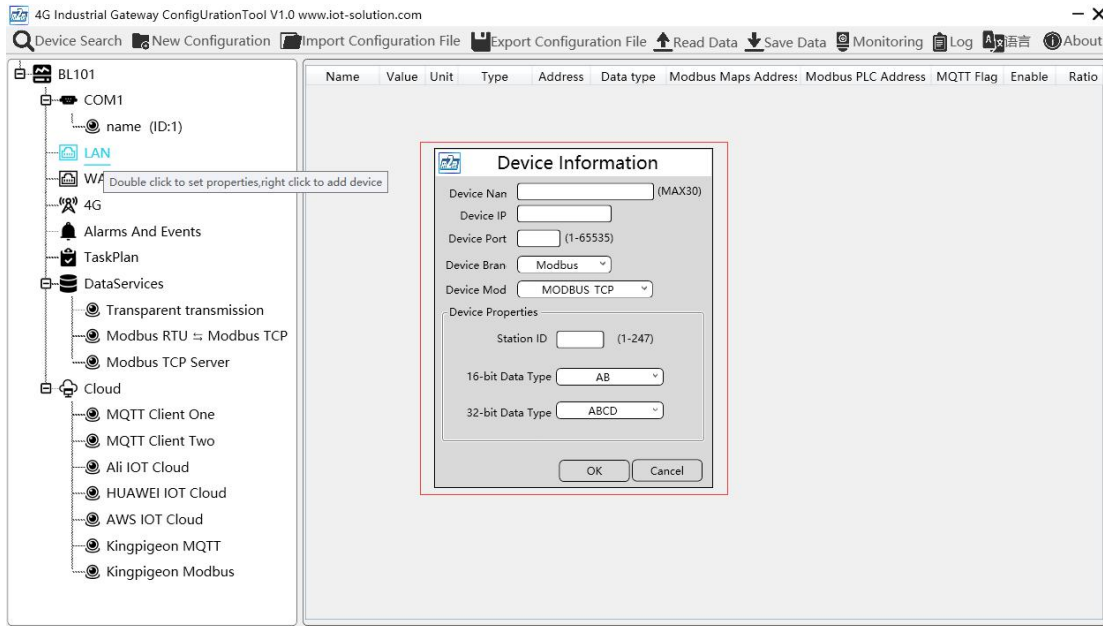 4G Industrial Gateway ConfigUrationTool V1.0 www.iot-solution.com
Device Search New Configuration Import Configuration File Export Configuration File Read Data Save Data Monitoring Log 语言 About
BL101
COM1
name (ID:1)
LAN
WA
Double click to set properties,right click to add device
4G
Alarms And Events
TaskPlan
DataServices
Transparent transmission
Modbus RTU ⇆ Modbus TCP
Modbus TCP Server
Cloud
MQTT Client One
MQTT Client Two
Ali IOT Cloud
HUAWEI IOT Cloud
AWS IOT Cloud
Kingpigeon MQTT
Kingpigeon Modbus
Name Value Unit Type Address Data type Modbus Maps Address Modbus PLC Address MQTT Flag Enable Ratio
Device Information
Device Nan (MAX30)
Device IP
Device Port (1-65535)
Device Bran Modbus
Device Mod MODBUS TCP
Device Properties
Station ID (1-247)
16-bit Data Type AB
32-bit Data Type ABCD
OK Cancel